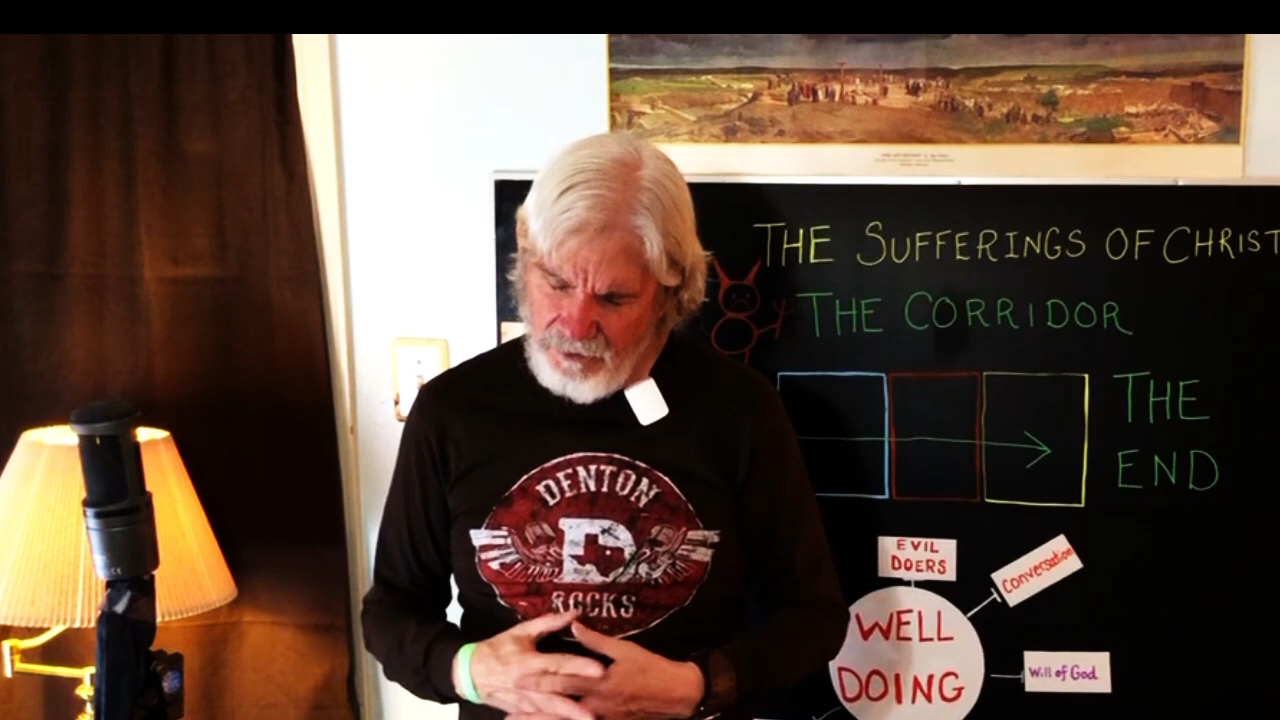 THE SUFFERINGS OF CHRIST
THE CORRIDOR
THE
END
DENTON
D
ROCKS
EVIL
DOERS
Conversation
WELL
DOING
Will of God